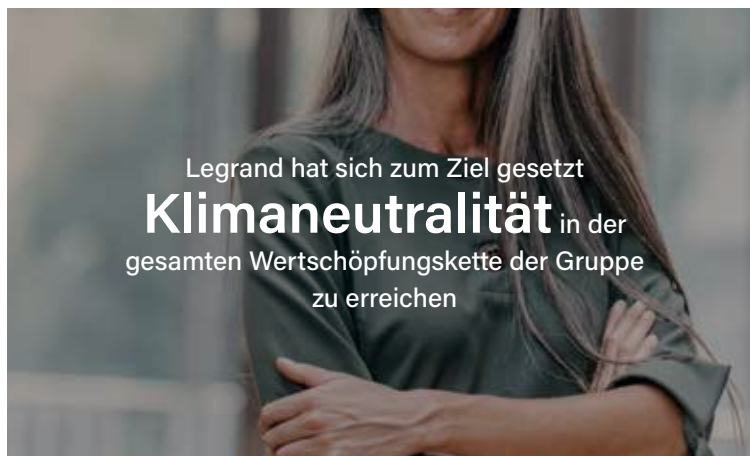 Legrand hat sich zum Ziel gesetzt
Klimaneutralität in der
gesamten Wertschöpfungskette der Gruppe
zu erreichen